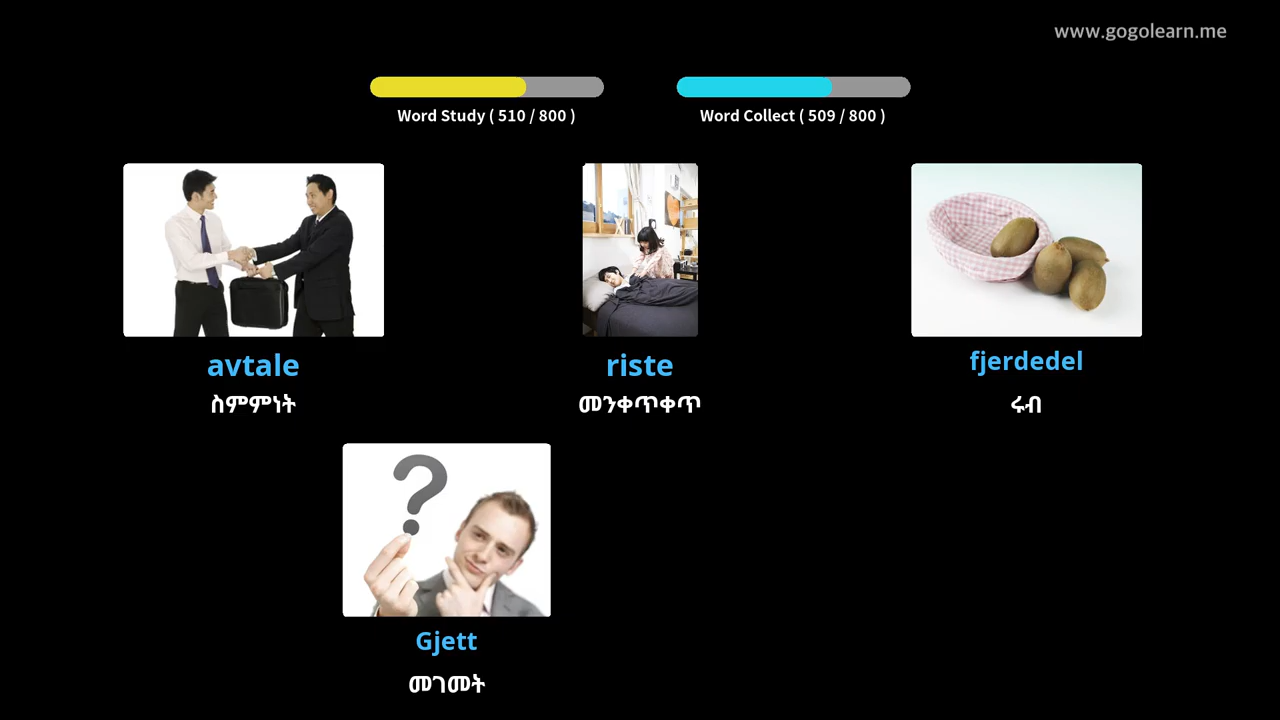 www.gogolearn.me
Word Study ( 510 / 800 )
Word Collect ( 509 / 800 )
avtale
ስምምነት
riste
መንቀጥቀጥ
fjerdedel
ሩብ
?
Gjett
መገመት